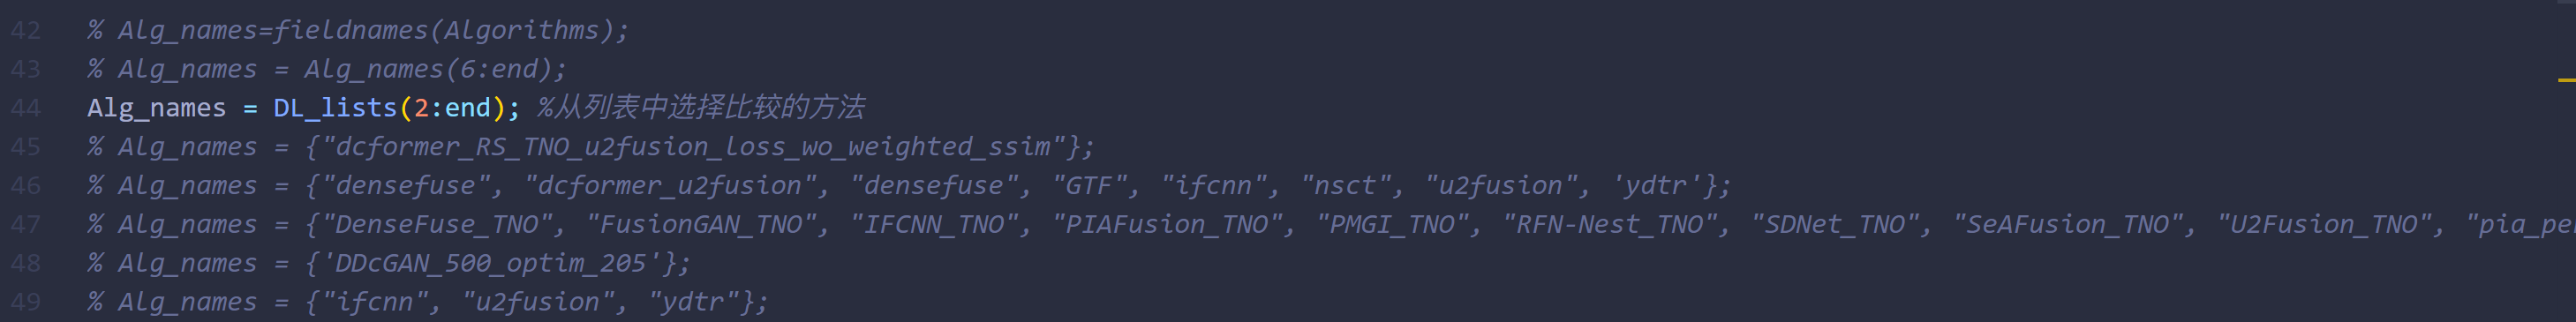 42 % Alg_names=fieldnames(Algorithms);
43 % Alg_names = Alg_names(6:end);
44 Alg_names = DL_lists(2:end); %从列表中选择比较的方法
45 % Alg_names = {"dcformer_RS_TNO_u2fusion_loss_wo_weighted_ssim"};
46 % Alg_names = {"densefuse", "dcformer_u2fusion", "densefuse", "GTF", "ifcnn", "nsct", "u2fusion", 'ydtr'};
47 % Alg_names = {"DenseFuse_TNO", "FusionGAN_TNO", "IFCNN_TNO", "PIAFusion_TNO", "PMGI_TNO", "RFN-Nest_TNO", "SDNet_TNO", "SeAFusion_TNO", "U2Fusion_TNO", "pia_pe
48 % Alg_names = {'DDcGAN_500_optim_205'};
49 % Alg_names = {"ifcnn", "u2fusion", "ydtr"};